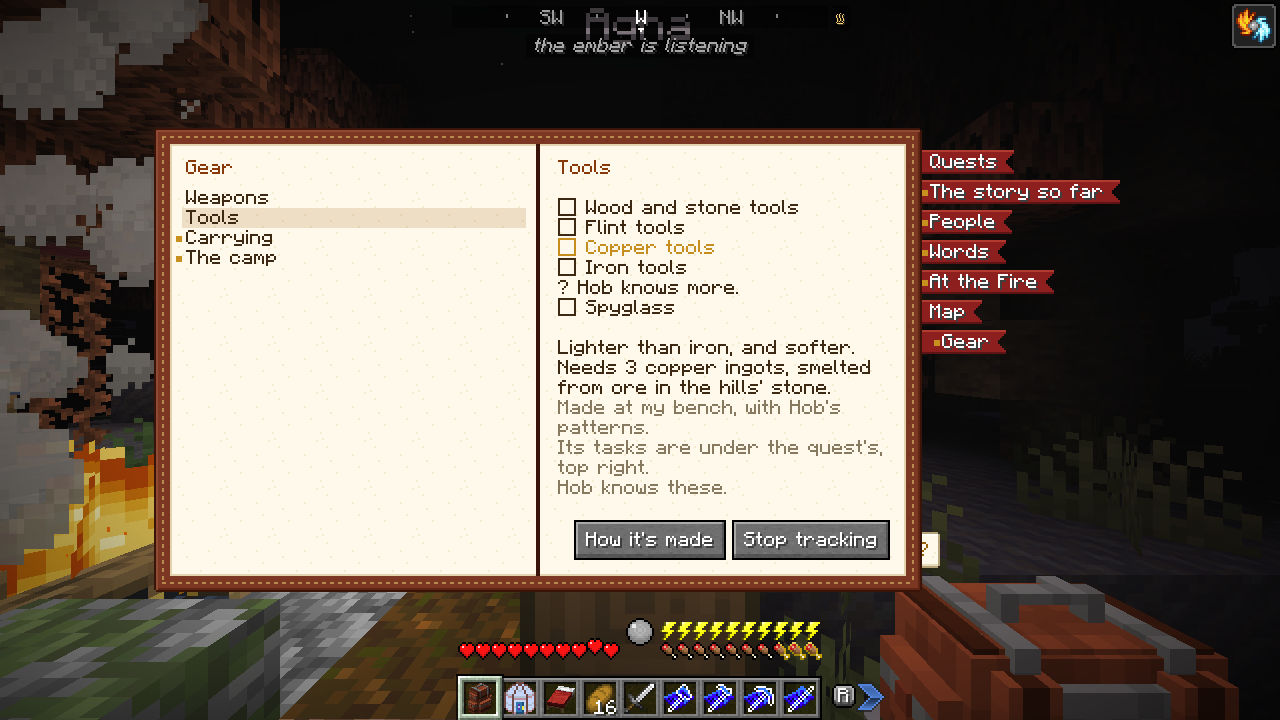 SW W NW
Agna
the ember is listening
Gear
Weapons
Tools
Carrying
The camp
Tools
Wood and stone tools
Flint tools
Copper tools
Iron tools
? Hob knows more.
Spyglass
Lighter than iron, and softer.
Needs 3 copper ingots, smelted
from ore in the hills' stone.
Made at my bench, with Hob's
patterns.
Its tasks are under the quest's,
top right.
Hob knows these.
How it's made
Stop tracking
Quests
The story so far
People
Words
At the Fire
Map
Gear
?
16
R